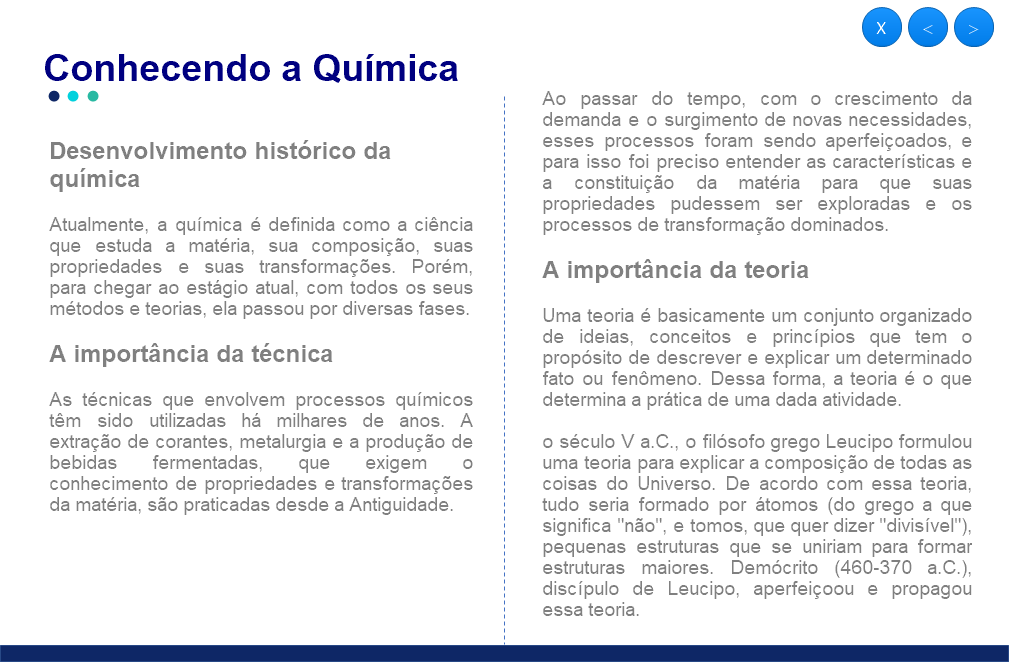 X < >
Conhecendo a Química
Desenvolvimento histórico da
química
Atualmente, a química é definida como a ciência
que estuda a matéria, sua composição, suas
propriedades e suas transformações. Porém,
para chegar ao estágio atual, com todos os seus
métodos e teorias, ela passou por diversas fases.
A importância da técnica
As técnicas que envolvem processos químicos
têm sido utilizadas há milhares de anos. A
extração de corantes, metalurgia e a produção de
bebidas fermentadas, que exigem o
conhecimento de propriedades e transformações
da matéria, são praticadas desde a Antiguidade.
Ao passar do tempo, com o crescimento da
demanda e o surgimento de novas necessidades,
esses processos foram sendo aperfeiçoados, e
para isso foi preciso entender as características e
a constituição da matéria para que suas
propriedades pudessem ser exploradas e os
processos de transformação dominados.
A importância da teoria
Uma teoria é basicamente um conjunto organizado
de ideias, conceitos e princípios que tem o
propósito de descrever e explicar um determinado
fato ou fenômeno. Dessa forma, a teoria é o que
determina a prática de uma dada atividade.
o século V a.C., o filósofo grego Leucipo formulou
uma teoria para explicar a composição de todas as
coisas do Universo. De acordo com essa teoria,
tudo seria formado por átomos (do grego a que
significa "não", e tomos, que quer dizer "divisível"),
pequenas estruturas que se uniriam para formar
estruturas maiores. Demócrito (460-370 a.C.),
discípulo de Leucipo, aperfeiçoou e propagou
essa teoria.